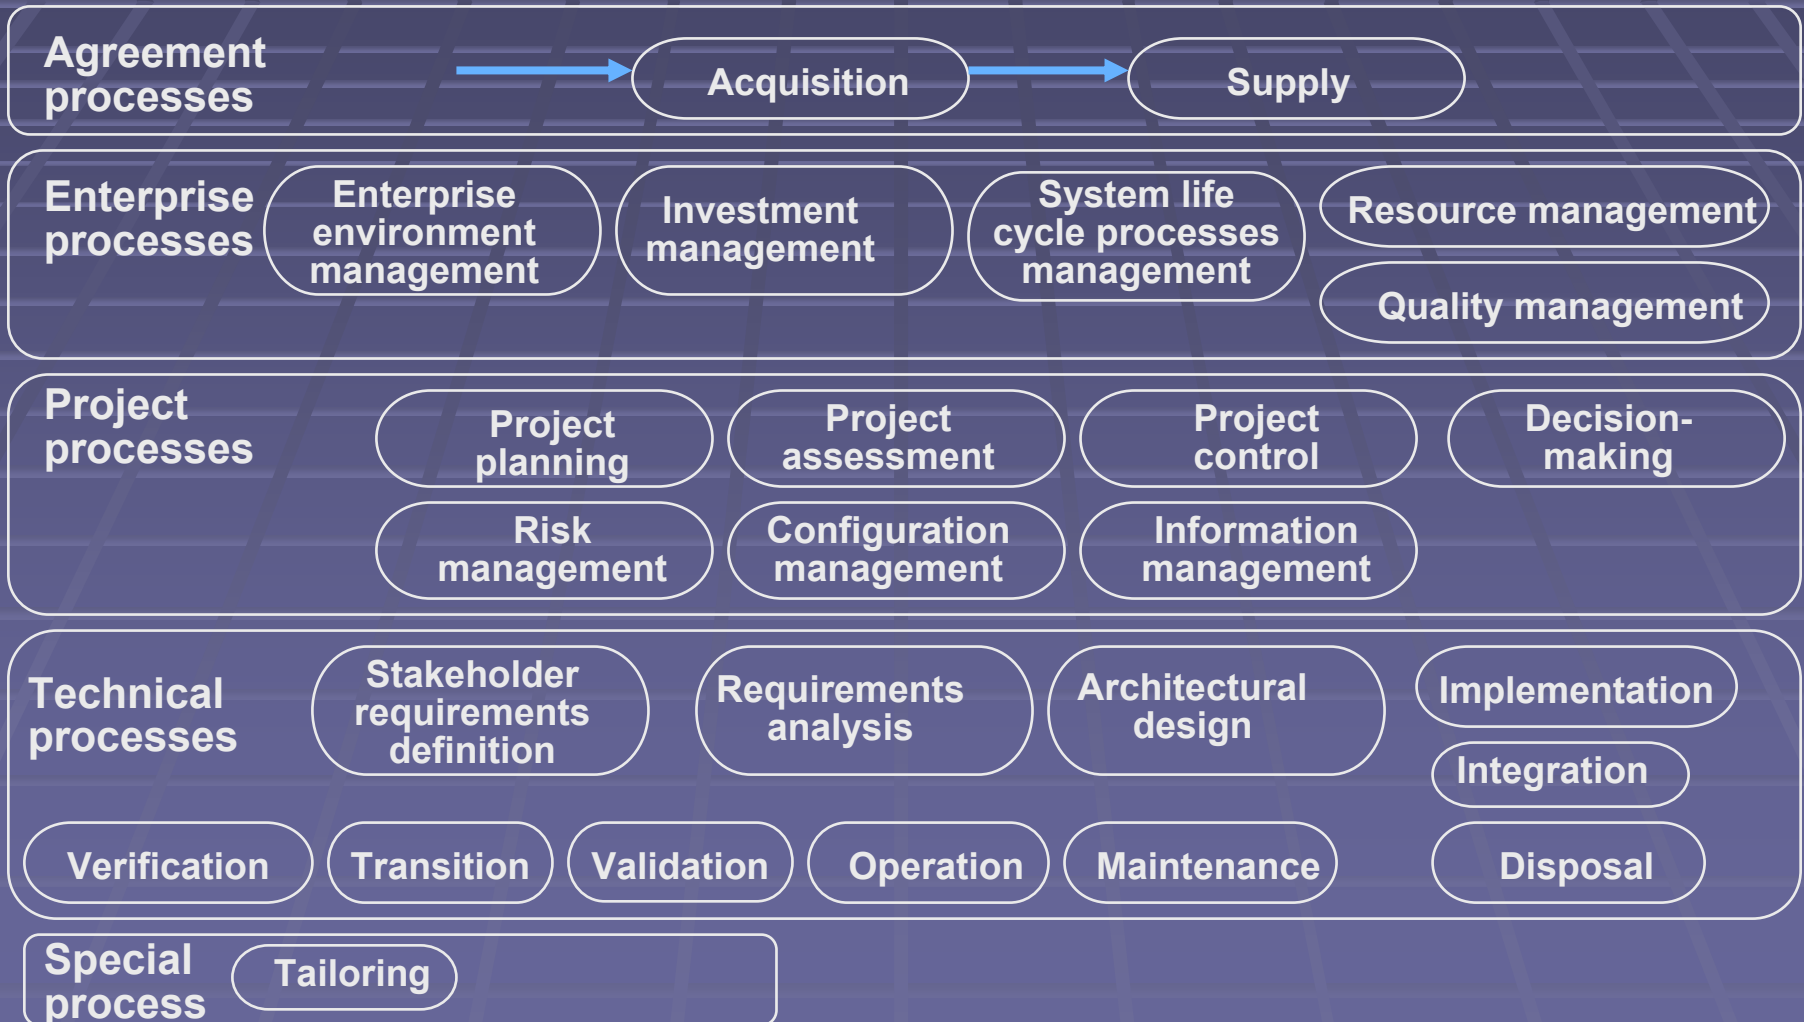 Agreement
processes
Acquisition
Supply
Enterprise
processes
Enterprise
environment
management
Investment
management
System life
cycle processes
management
Resource management
Quality management
Project
processes
Project
planning
Project
assessment
Project
control
Decision-
making
Risk
management
Configuration
management
Information
management
Technical
processes
Stakeholder
requirements
definition
Requirements
analysis
Architectural
design
Implementation
Integration
Verification
Transition
Validation
Operation
Maintenance
Disposal
Special
process
Tailoring